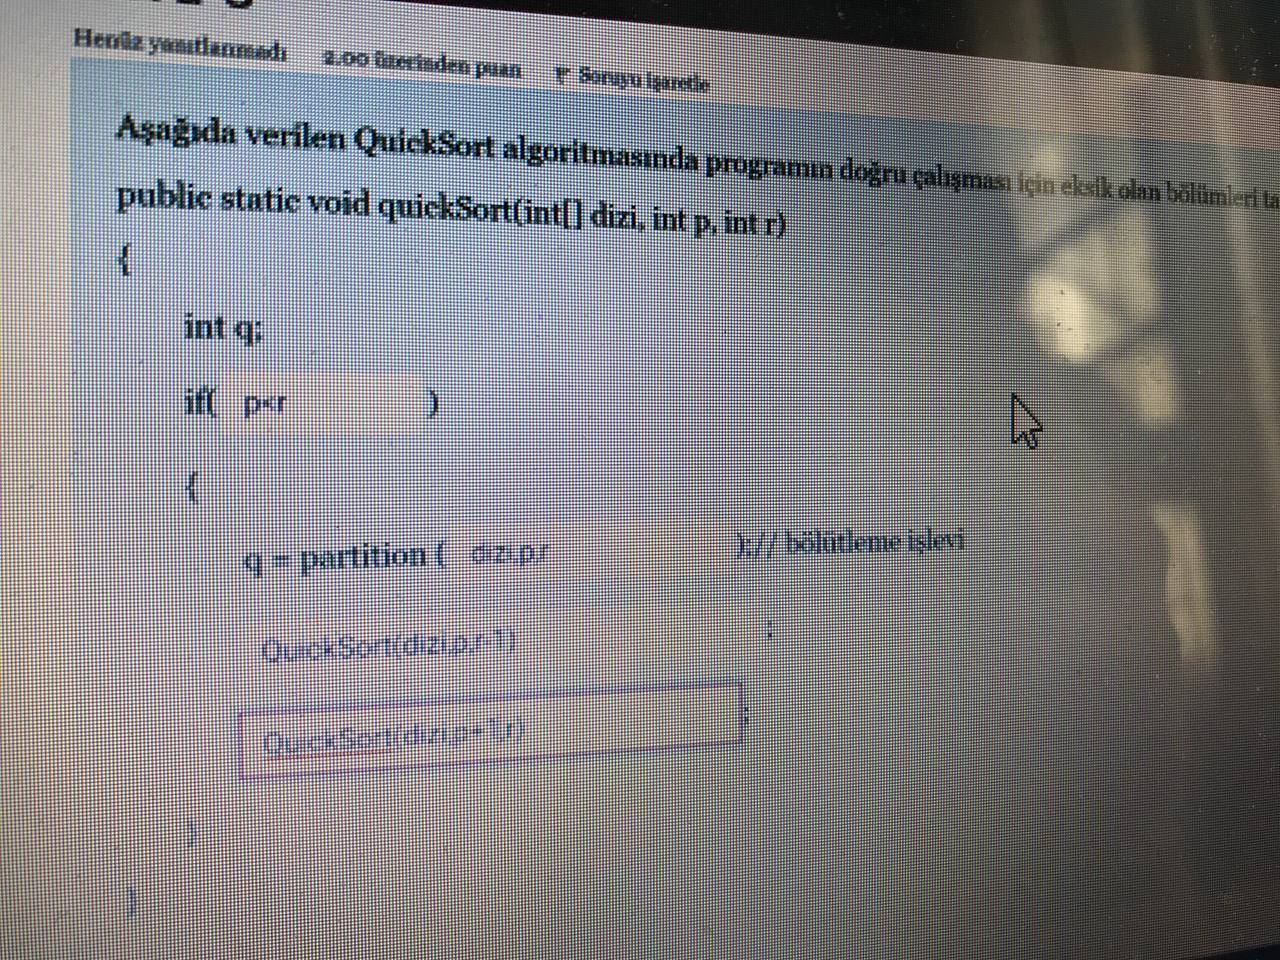 Henüz yanıtlanmadı 2.00 üzerinden puan Soruyu işaretle
Aşağıda verilen QuickSort algoritmasında programın doğru çalışması için eksik olan bölümleri ta
public static void quickSort(int[] dizi, int p, int r)
{
int q;
if( p<r )
{
q = partition ( dizi,p,r );// bölütleme işlevi
QuickSort(dizi,p,r-1) ;
QuickSort(dizi,p+1,r) ;
}
}